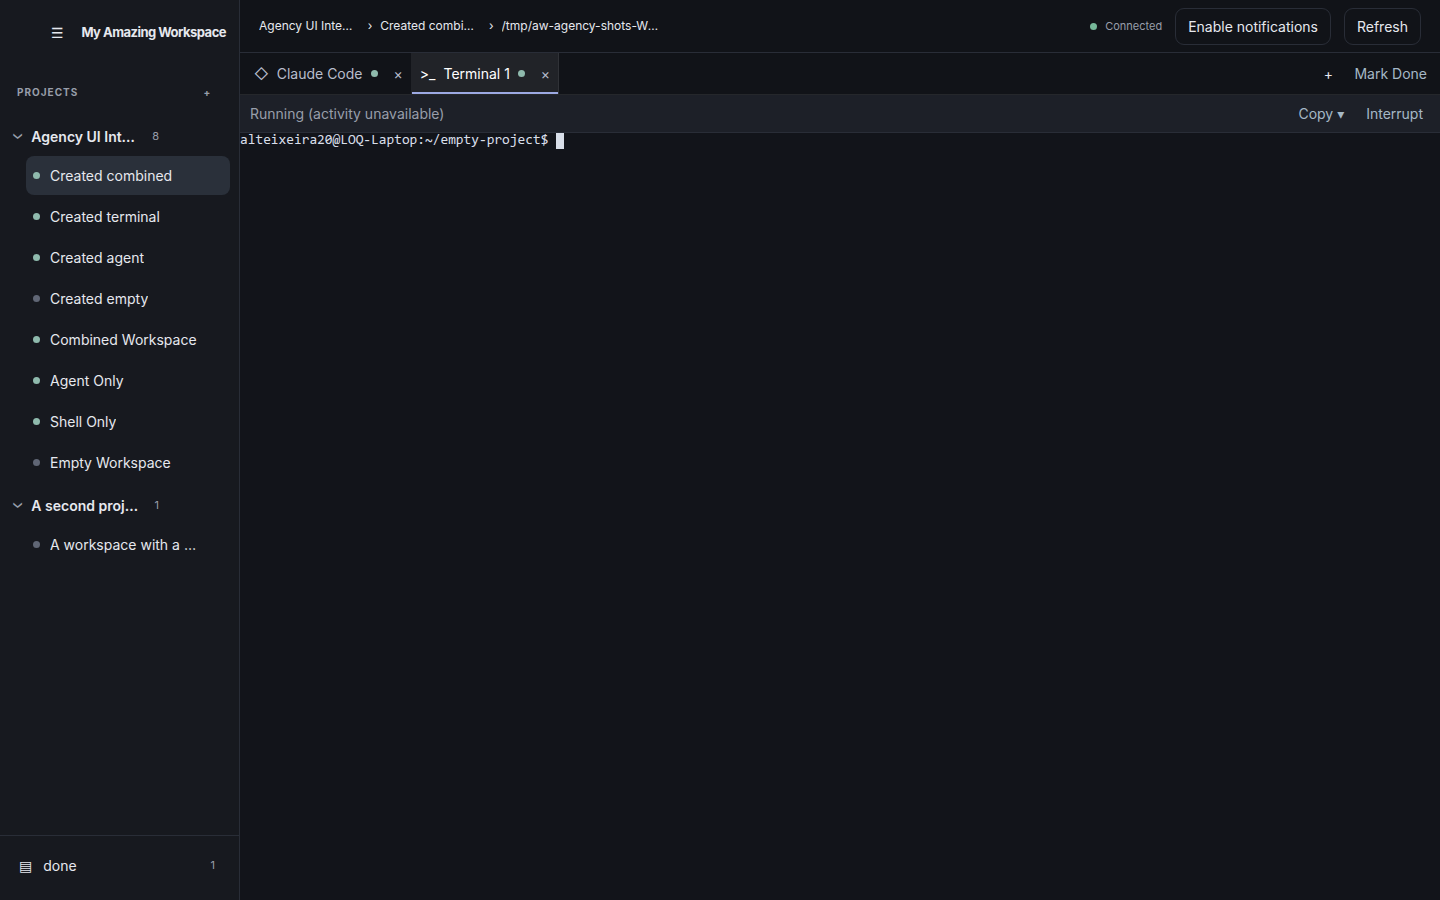 ☰ My Amazing Workspace
PROJECTS +
Agency UI Int... 8
Created combined
Created terminal
Created agent
Created empty
Combined Workspace
Agent Only
Shell Only
Empty Workspace
A second proj... 1
A workspace with a ...
done 1
Agency UI Inte... › Created combi... › /tmp/aw-agency-shots-W...
Connected Enable notifications Refresh
Claude Code × >_ Terminal 1 × + Mark Done
Running (activity unavailable) Copy ▾ Interrupt
alteixeira20@LOQ-Laptop:~/empty-project$